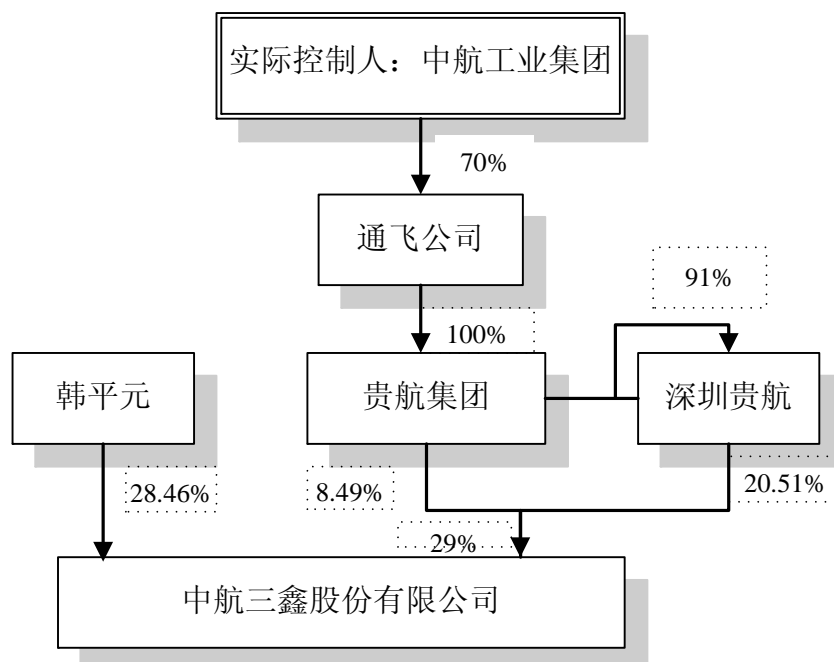 实际控制人：中航工业集团
70%
通飞公司
91%
100%
韩平元
贵航集团
深圳贵航
28.46%
8.49%
20.51%
29%
中航三鑫股份有限公司